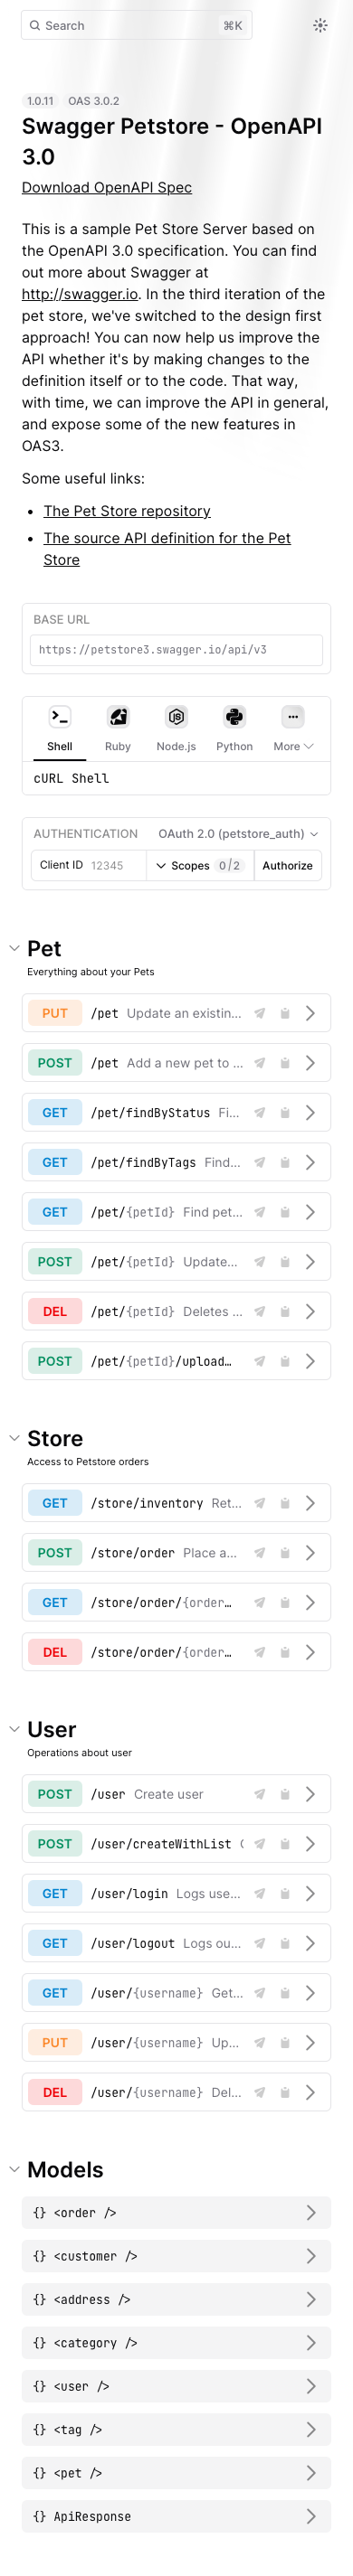 Search ⌘K
1.0.11 OAS 3.0.2
Swagger Petstore - OpenAPI
3.0
Download OpenAPI Spec
This is a sample Pet Store Server based on
the OpenAPI 3.0 specification. You can find
out more about Swagger at
http://swagger.io. In the third iteration of the
pet store, we've switched to the design first
approach! You can now help us improve the
API whether it's by making changes to the
definition itself or to the code. That way,
with time, we can improve the API in general,
and expose some of the new features in
OAS3.
Some useful links:
• The Pet Store repository
• The source API definition for the Pet
Store
BASE URL
https://petstore3.swagger.io/api/v3
Shell Ruby Node.js Python More
cURL Shell
AUTHENTICATION OAuth 2.0 (petstore_auth)
Client ID 12345 Scopes 0/2 Authorize
Pet
Everything about your Pets
PUT /pet Update an existin...
POST /pet Add a new pet to ...
GET /pet/findByStatus Fi...
GET /pet/findByTags Find...
GET /pet/{petId} Find pet...
POST /pet/{petId} Update...
DEL /pet/{petId} Deletes ...
POST /pet/{petId}/upload…
Store
Access to Petstore orders
GET /store/inventory Ret...
POST /store/order Place a...
GET /store/order/{order…
DEL /store/order/{order…
User
Operations about user
POST /user Create user
POST /user/createWithList
GET /user/login Logs use...
GET /user/logout Logs ou...
GET /user/{username} Get...
PUT /user/{username} Up...
DEL /user/{username} Del...
Models
{} <order />
{} <customer />
{} <address />
{} <category />
{} <user />
{} <tag />
{} <pet />
{} ApiResponse